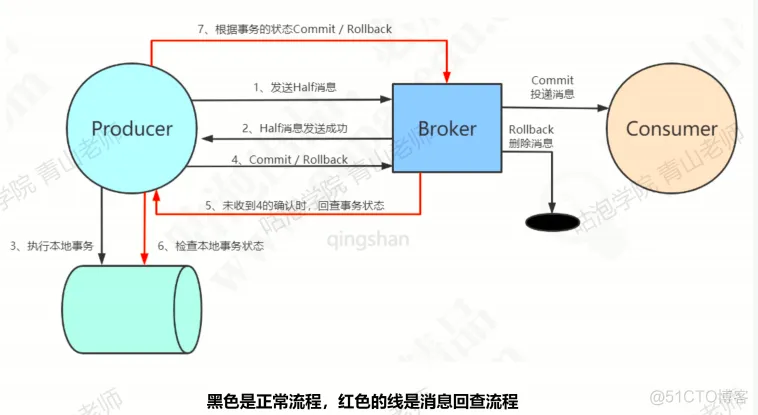 7、根据事务的状态Commit / Rollback
1、发送Half消息
Commit
投递消息
Producer
Broker
Consumer
2、Half消息发送成功
Rollback
删除消息
4、Commit / Rollback
5、未收到4的确认时，回查事务状态
qingshan
3、执行本地事务
6、检查本地事务状态
黑色是正常流程，红色的线是消息回查流程
咕泡学院 青山老师
@51CTO博客